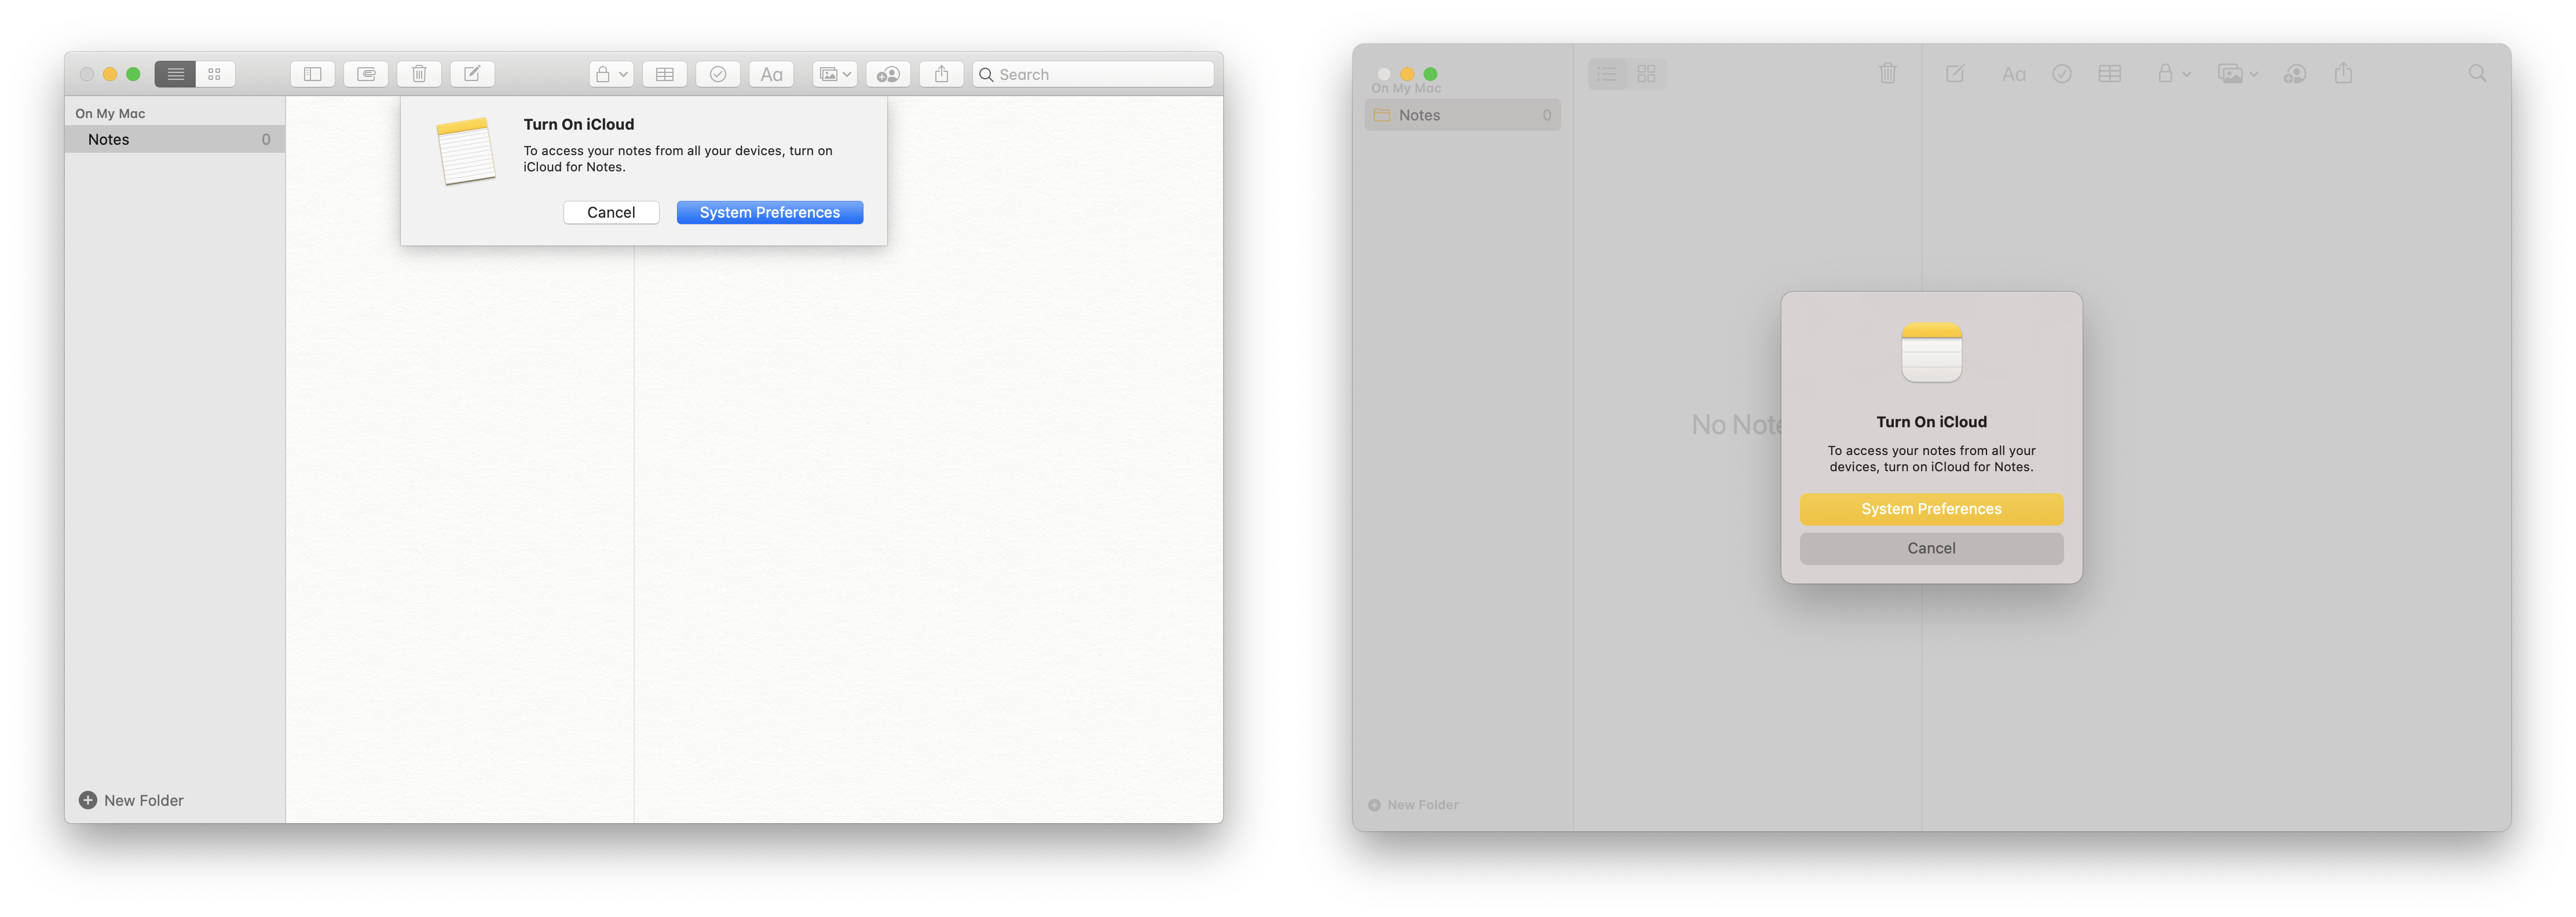 Search
On My Mac
Notes 0
Turn On iCloud
To access your notes from all your devices, turn on
iCloud for Notes.
Cancel System Preferences
Aa
New Folder
On My Mac
Notes 0
Aa
No Note
Turn On iCloud
To access your notes from all your
devices, turn on iCloud for Notes.
System Preferences
Cancel
New Folder